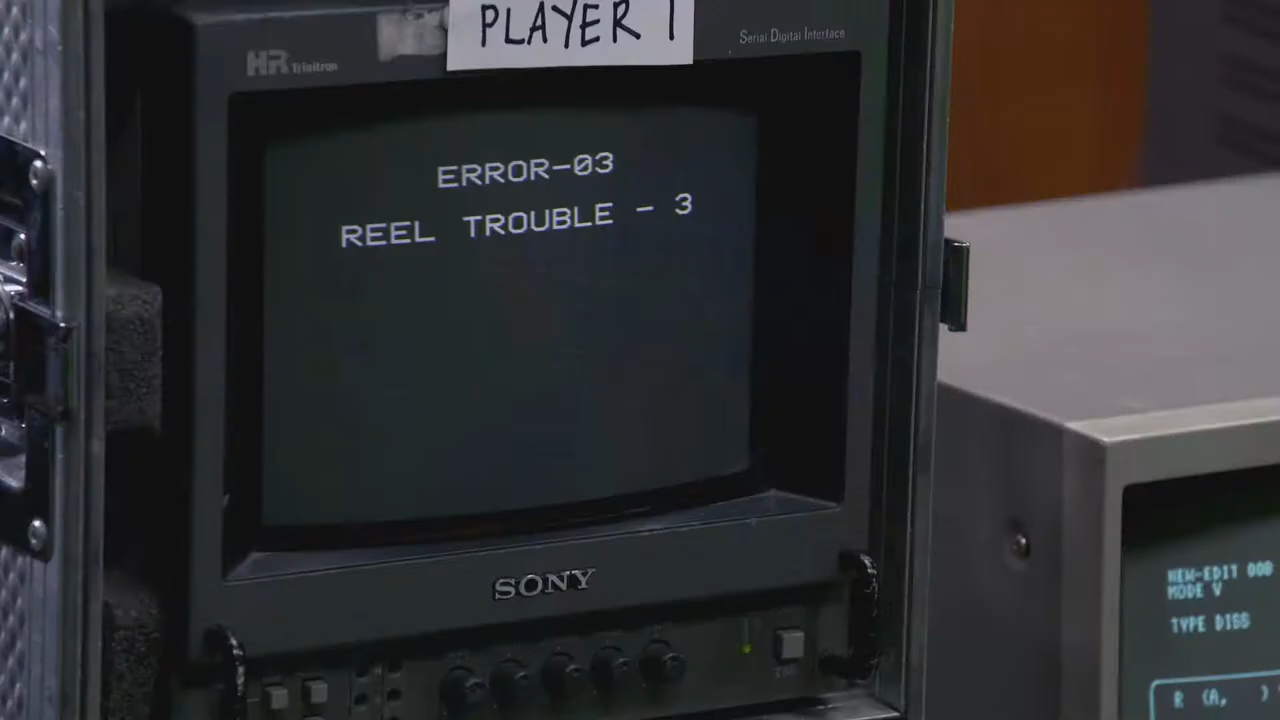 PLAYER 1
HR Trinitron
Serial Digital Interface
ERROR-03
REEL TROUBLE - 3
SONY
NEW-EDIT 000
MODE V
TYPE DISS
R (A, )